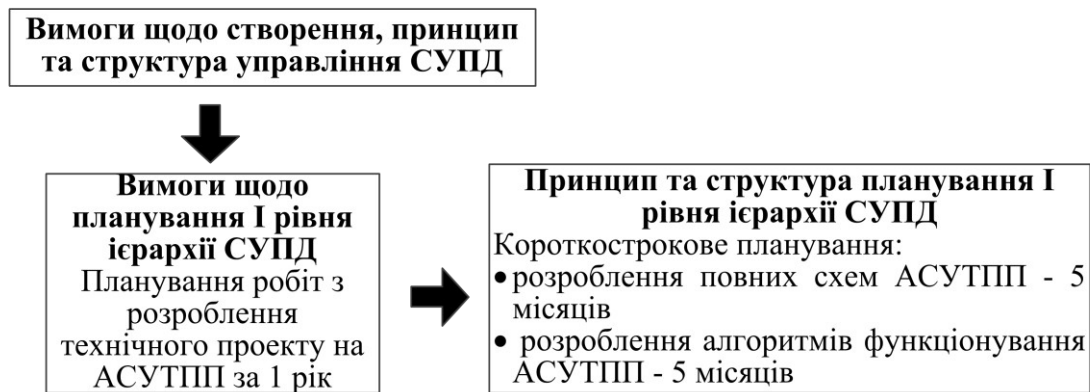 Вимоги щодо створення, принцип
та структура управління СУПД
Вимоги щодо
планування І рівня
ієрархії СУПД
Планування робіт з
розроблення
технічного проекту на
АСУТПП за 1 рік
Принцип та структура планування І
рівня ієрархії СУПД
Короткострокове планування:
• розроблення повних схем АСУТПП - 5
місяців
• розроблення алгоритмів функціонування
АСУТПП - 5 місяців